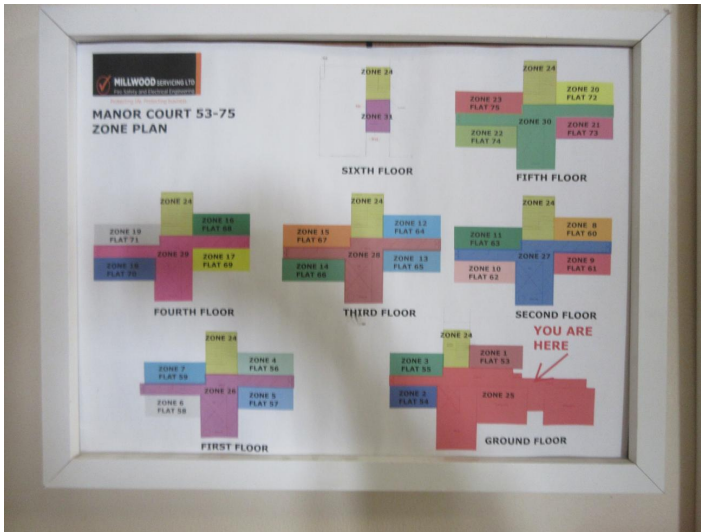 MILLWOOD SERVICING LTD
Fire, Safety and Electrical Engineering
MANOR COURT 53-75
ZONE PLAN
ZONE 24
ZONE 31
SIXTH FLOOR
ZONE 24
ZONE 23
FLAT 75
ZONE 20
FLAT 72
ZONE 30
ZONE 22
FLAT 74
ZONE 21
FLAT 73
FIFTH FLOOR
ZONE 24
ZONE 19
FLAT 71
FLAT 68
ZONE 17
FLAT 69
FLAT 70
FOURTH FLOOR
ZONE 24
ZONE 15
FLAT 67
ZONE 12
FLAT 64
ZONE 28
ZONE 14
FLAT 66
ZONE 13
FLAT 65
THIRD FLOOR
ZONE 24
ZONE 11
FLAT 63
ZONE 8
FLAT 60
ZONE 27
ZONE 10
FLAT 62
ZONE 9
FLAT 61
SECOND FLOOR
ZONE 24
ZONE 7
FLAT 59
ZONE 4
FLAT 56
ZONE 26
ZONE 6
FLAT 58
ZONE 5
FLAT 57
FIRST FLOOR
YOU ARE
HERE
ZONE 24
ZONE 3
FLAT 55
ZONE 1
FLAT 53
ZONE 2
FLAT 54
ZONE 25
GROUND FLOOR